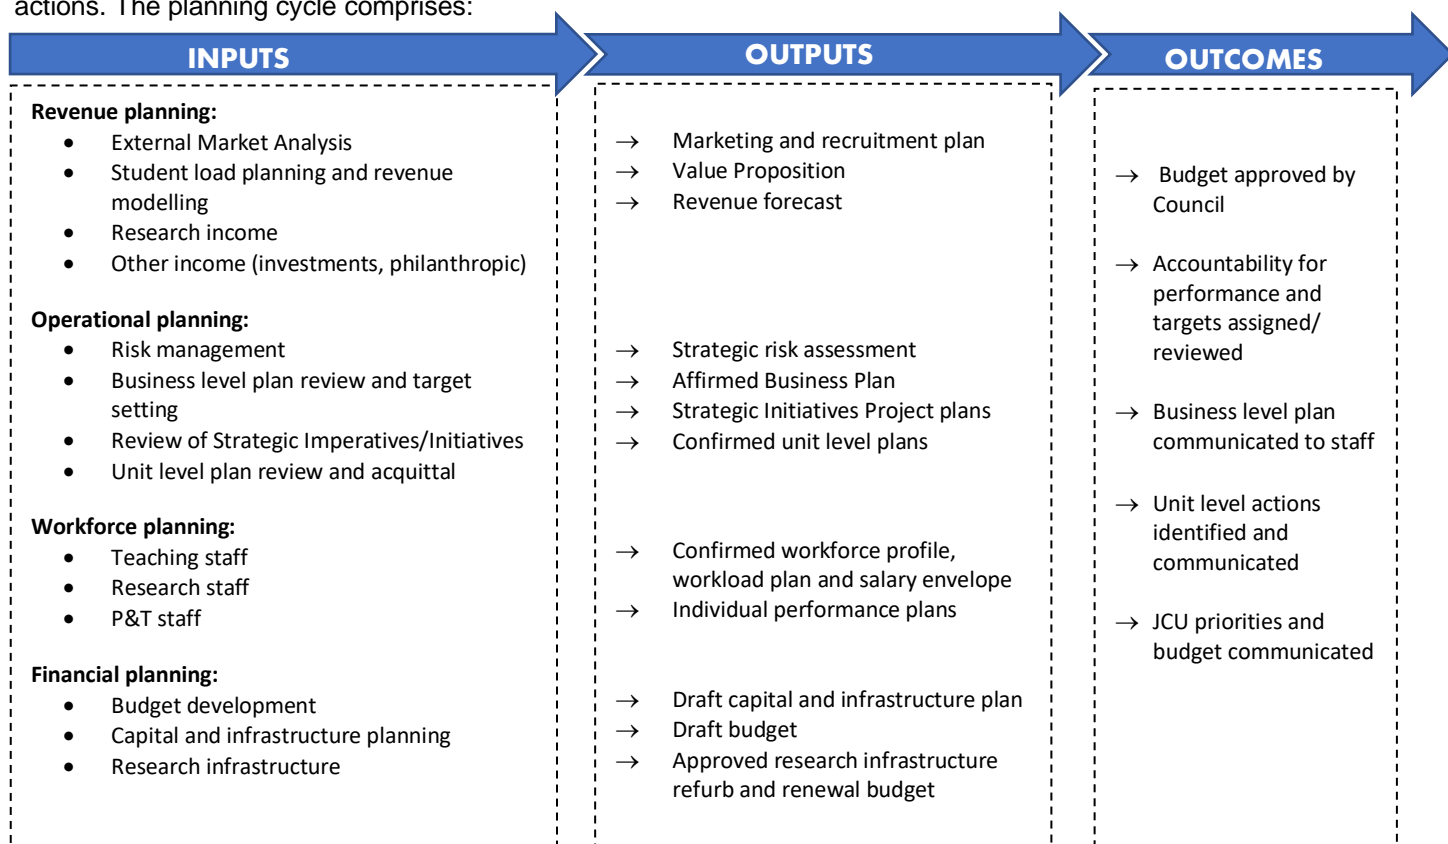 actions. The planning cycle comprises:
INPUTS
OUTPUTS
OUTCOMES
Revenue planning:
• External Market Analysis
• Student load planning and revenue
modelling
• Research income
• Other income (investments, philanthropic)
Operational planning:
• Risk management
• Business level plan review and target
setting
• Review of Strategic Imperatives/Initiatives
• Unit level plan review and acquittal
Workforce planning:
• Teaching staff
• Research staff
• P&T staff
Financial planning:
• Budget development
• Capital and infrastructure planning
• Research infrastructure
→ Marketing and recruitment plan
→ Value Proposition
→ Revenue forecast
→ Strategic risk assessment
→ Affirmed Business Plan
→ Strategic Initiatives Project plans
→ Confirmed unit level plans
→ Confirmed workforce profile,
workload plan and salary envelope
→ Individual performance plans
→ Draft capital and infrastructure plan
→ Draft budget
→ Approved research infrastructure
refurb and renewal budget
→ Budget approved by
Council
→ Accountability for
performance and
targets assigned/
reviewed
→ Business level plan
communicated to staff
→ Unit level actions
identified and
communicated
→ JCU priorities and
budget communicated